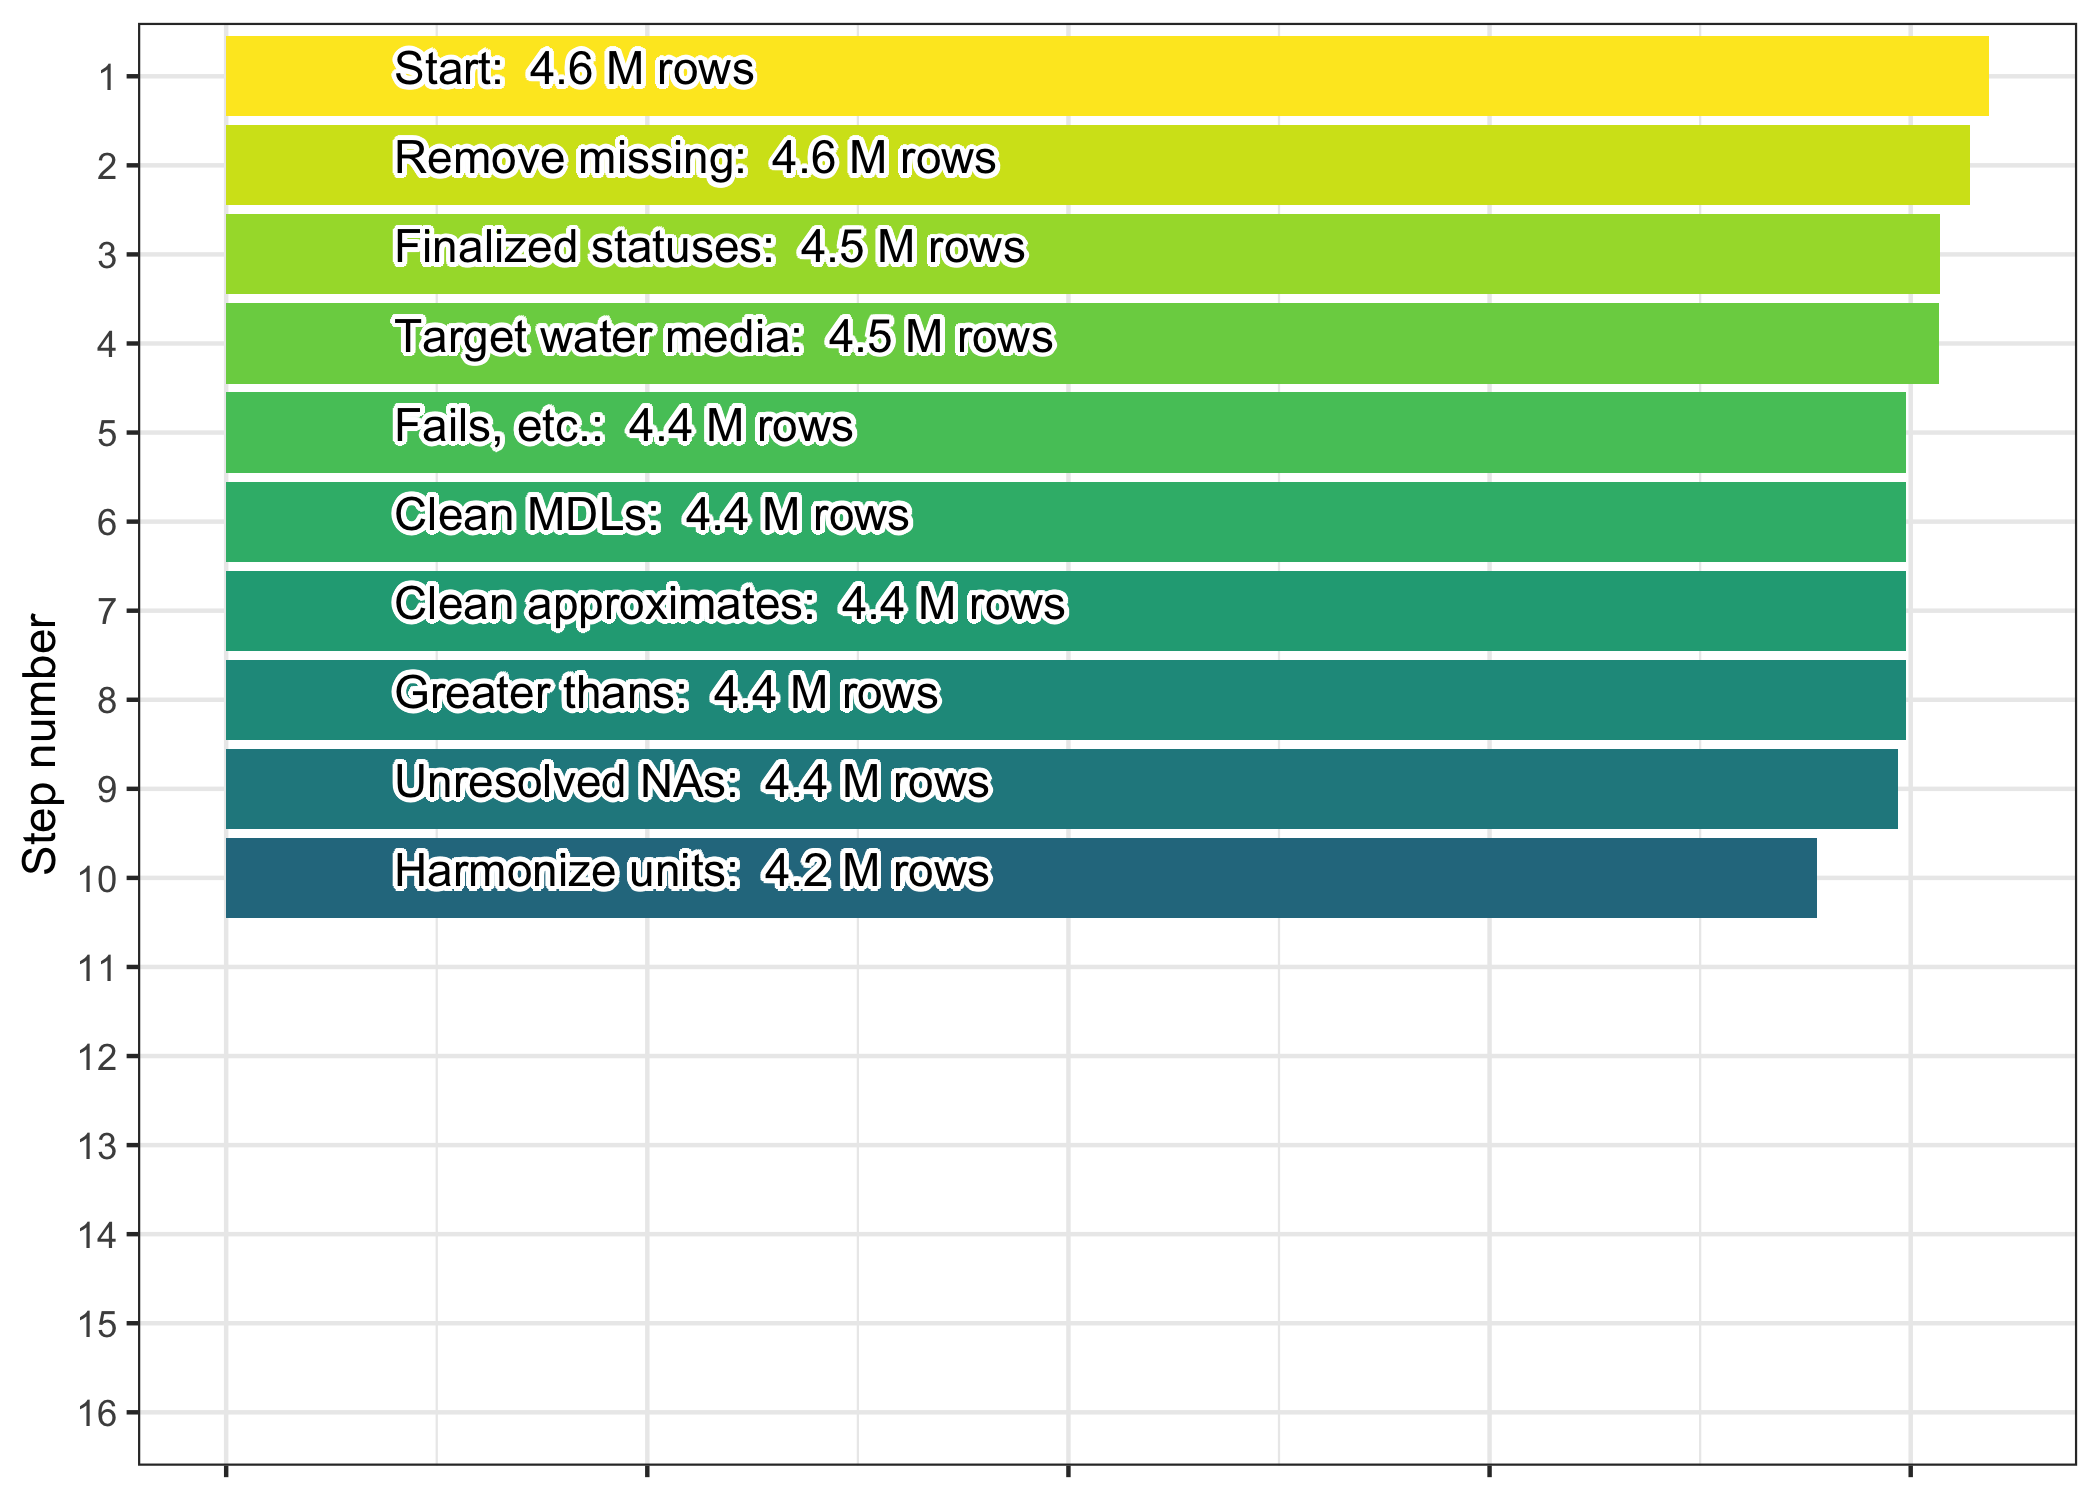 Step number
1
Start:  4.6 M rows
2
Remove missing:  4.6 M rows
3
Finalized statuses:  4.5 M rows
4
Target water media:  4.5 M rows
5
Fails, etc.:  4.4 M rows
6
Clean MDLs:  4.4 M rows
7
Clean approximates:  4.4 M rows
8
Greater thans:  4.4 M rows
9
Unresolved NAs:  4.4 M rows
10
Harmonize units:  4.2 M rows
11
12
13
14
15
16